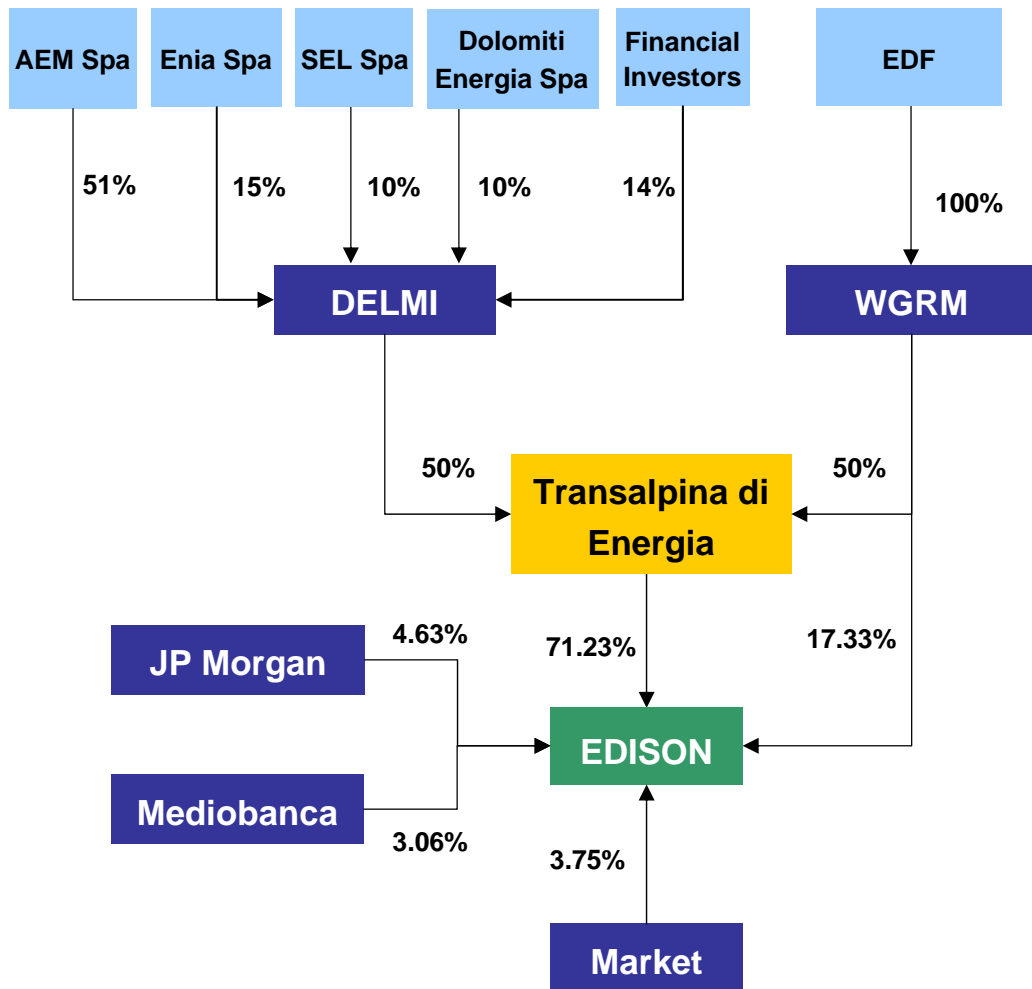 AEM Spa
Enia Spa
SEL Spa
Dolomiti
Energia Spa
Financial
Investors
EDF
51%
15%
10%
10%
14%
100%
DELMI
WGRM
50%
50%
Transalpina di
Energia
4.63%
71.23%
17.33%
JP Morgan
EDISON
Mediobanca
3.06%
3.75%
Market